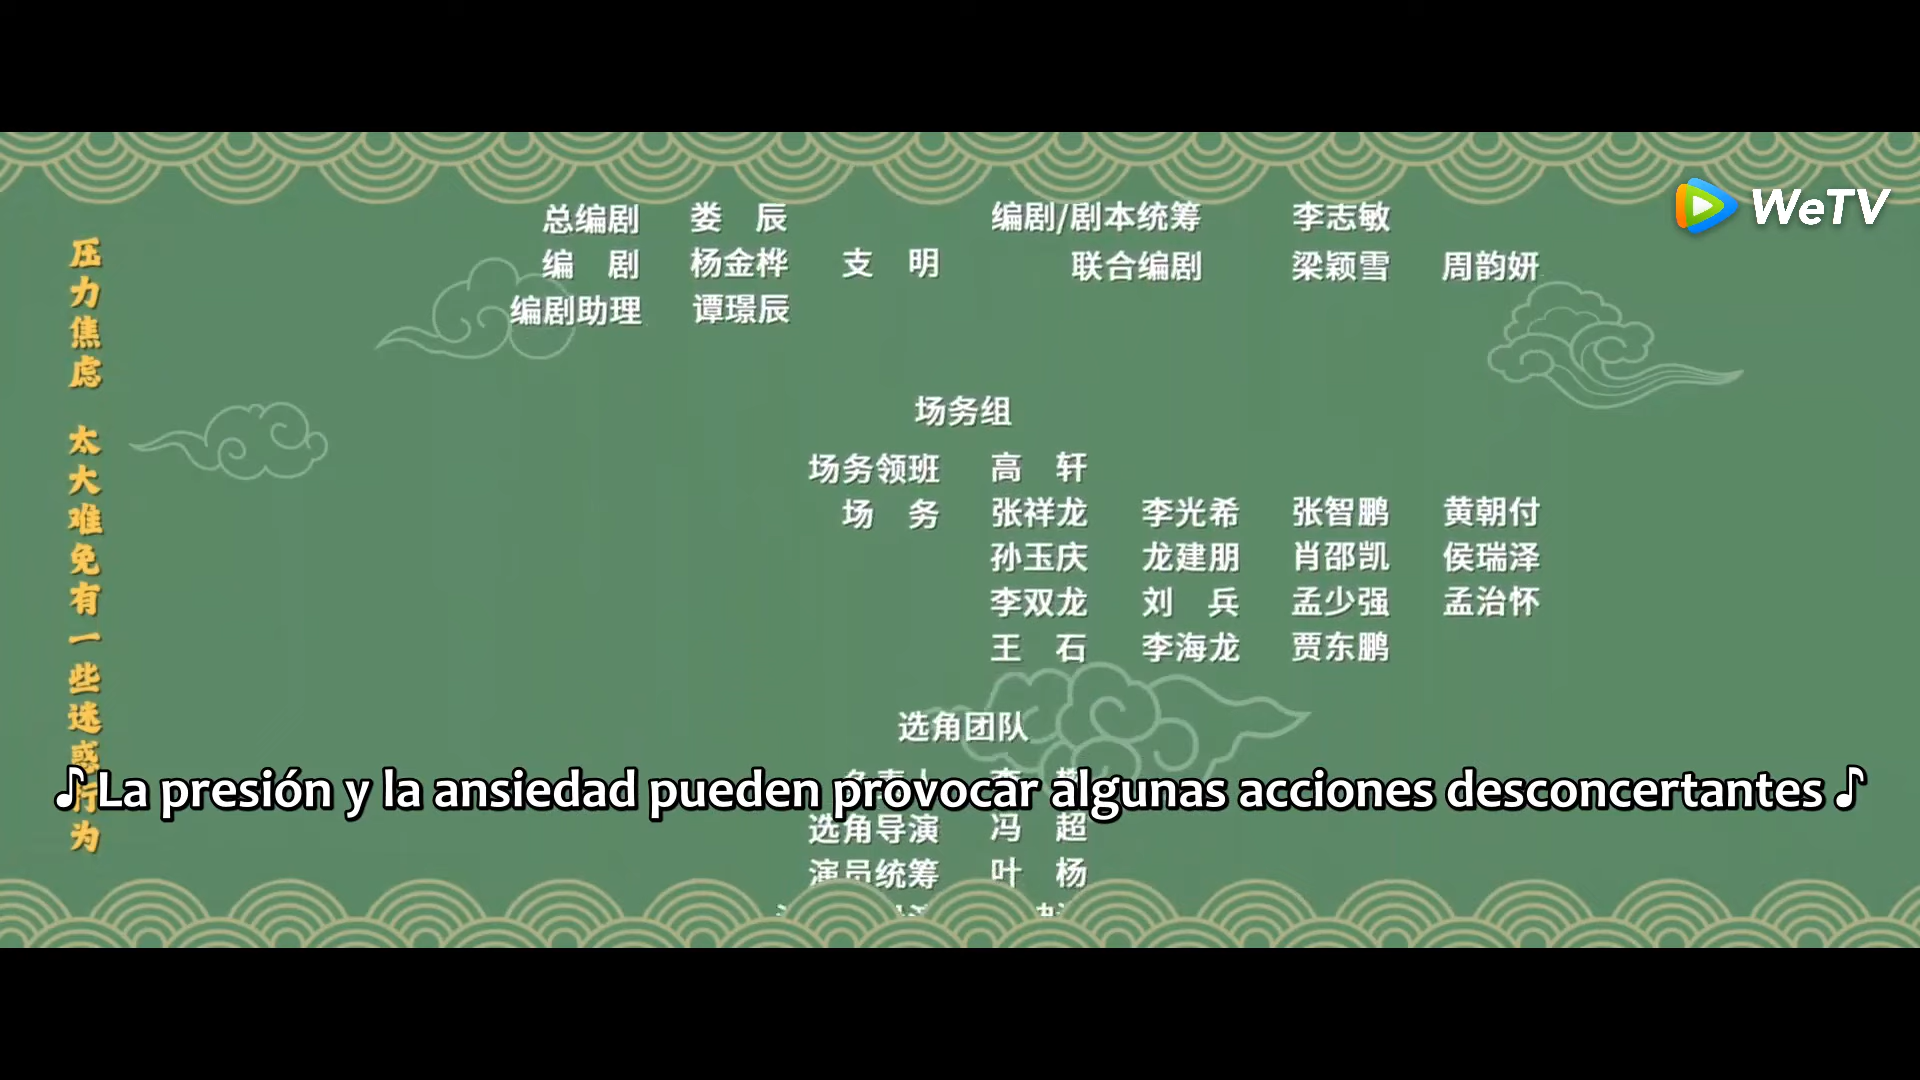 WeTV
总编剧 娄 辰 编剧/剧本统筹 李志敏
编 剧 杨金桦 支 明 联合编剧 梁颖雪 周韵妍
编剧助理 谭璟辰
场务组
场务领班 高 轩
场 务 张祥龙 李光希 张智鹏 黄朝付
孙玉庆 龙建朋 肖邵凯 侯瑞泽
李双龙 刘 兵 孟少强 孟治怀
王 石 李海龙 贾东鹏
选角团队
选角导演 冯 超
演员统筹 叶 杨
压力焦虑 太大难免有一些迷惑行为
♪La presión y la ansiedad pueden provocar algunas acciones desconcertantes♪